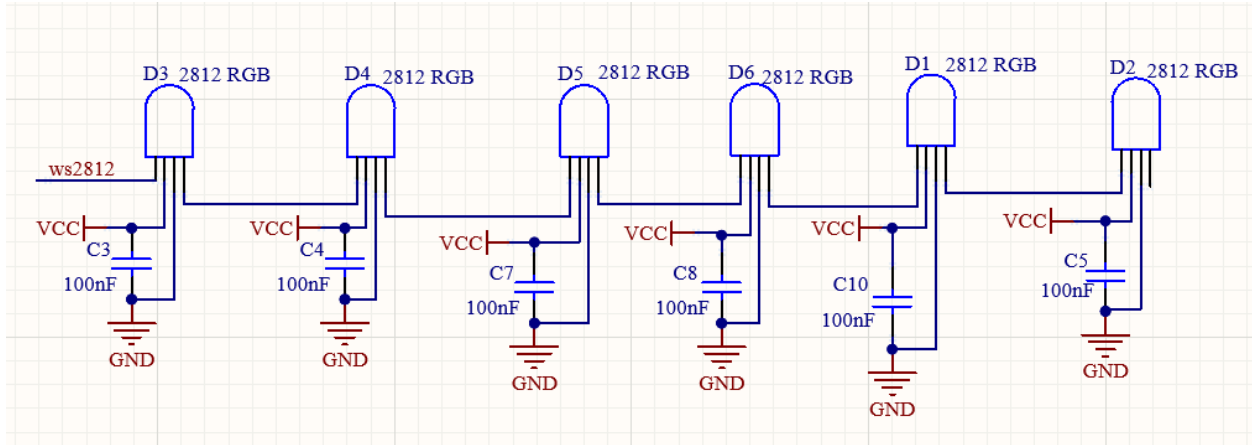 D3 2812 RGB
D4 2812 RGB
D5 2812 RGB
D6 2812 RGB
D1 2812 RGB
D2 2812 RGB
ws2812
VCC
C3
100nF
GND
VCC
C4
100nF
GND
VCC
C7
100nF
GND
VCC
C8
100nF
GND
VCC
C10
100nF
GND
VCC
C5
100nF
GND